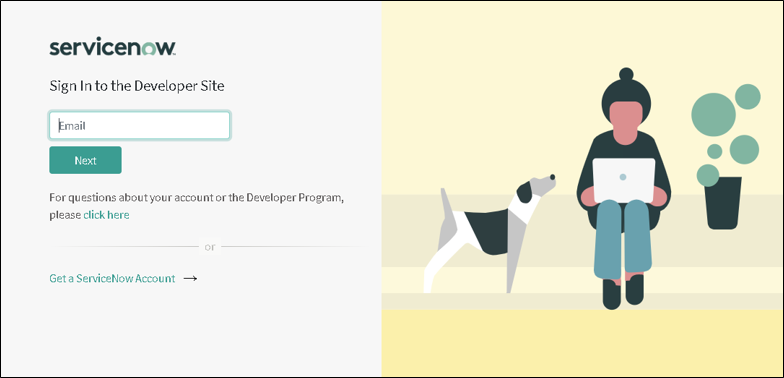 servicenow
Sign In to the Developer Site
Email
Next
For questions about your account or the Developer Program,
please click here
or
Get a ServiceNow Account →